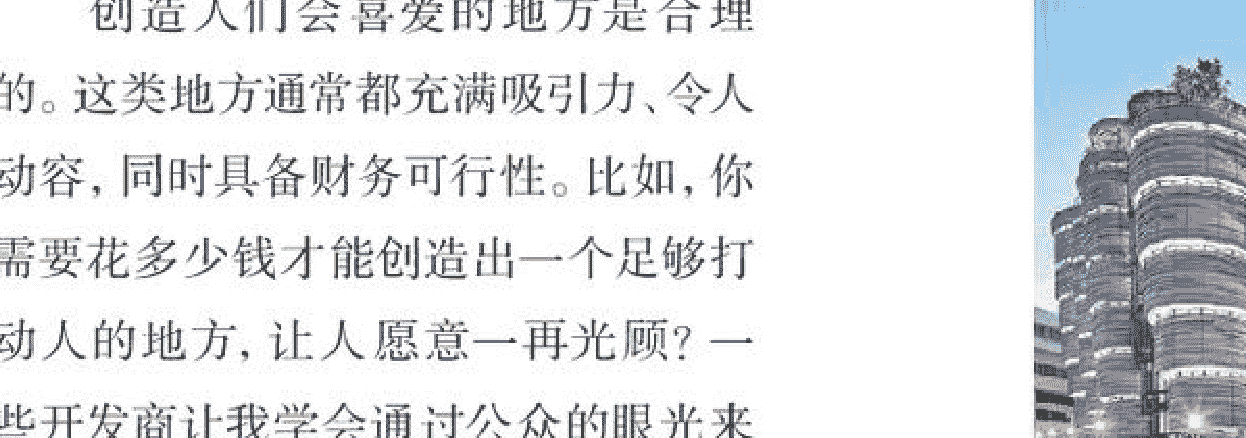 创造人们会喜爱的地方是合理
的。这类地方通常都充满吸引力、令人
动容，同时具备财务可行性。比如，你
需要花多少钱才能创造出一个足够打
动人的地方，让人愿意一再光顾？一
些开发商让我学会通过公众的眼光来